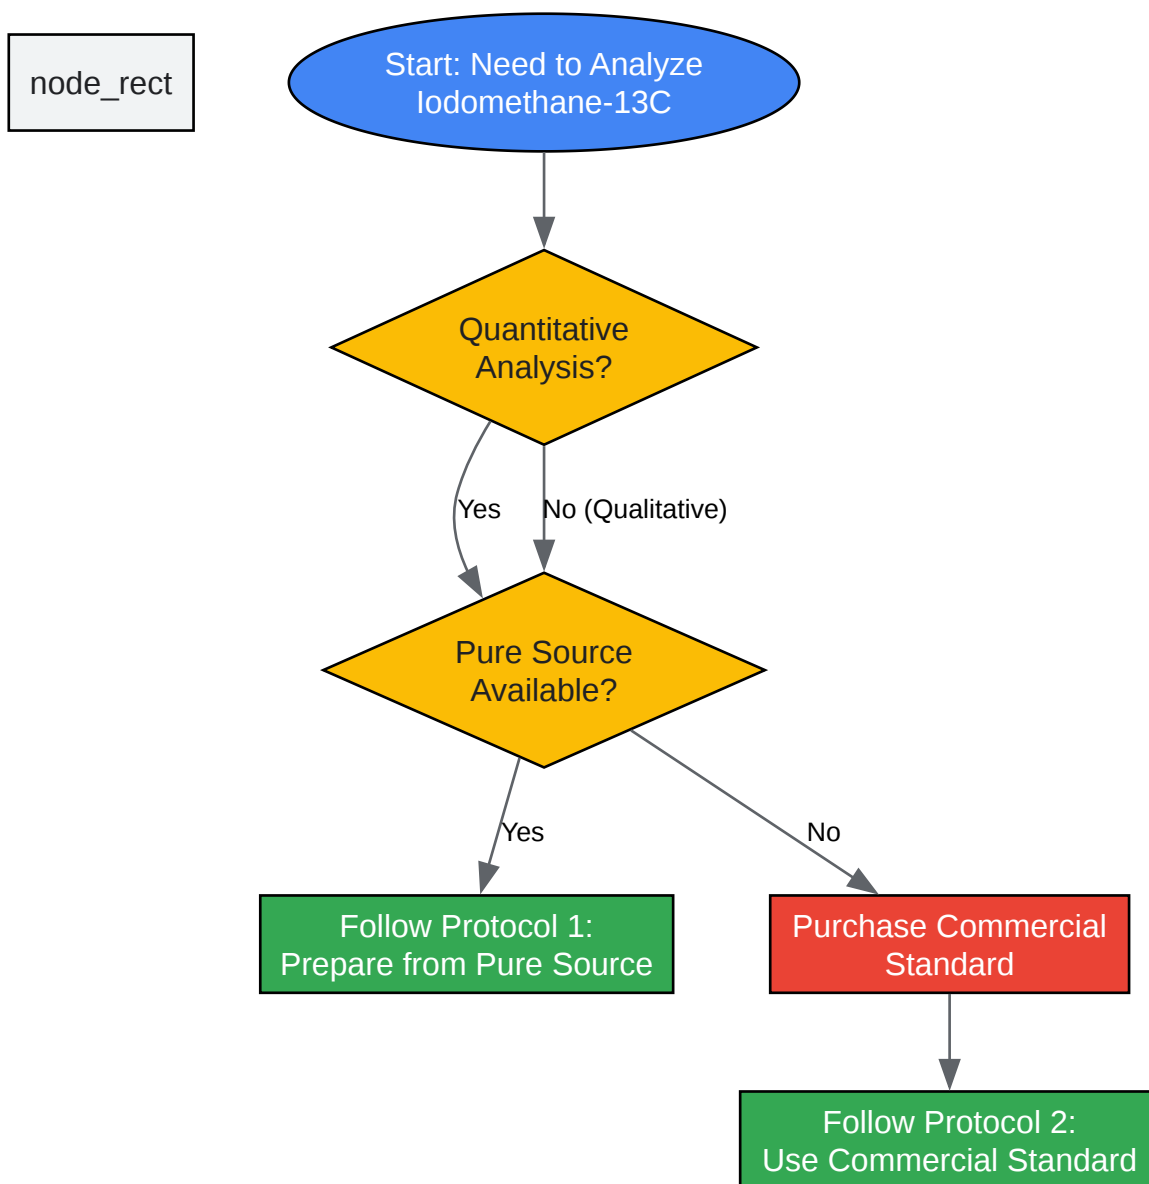 node_rect
Start: Need to Analyze
Iodomethane-13C
Quantitative
Analysis?
Yes
No (Qualitative)
Pure Source
Available?
Yes
No
Follow Protocol 1:
Prepare from Pure Source
Purchase Commercial
Standard
Follow Protocol 2:
Use Commercial Standard